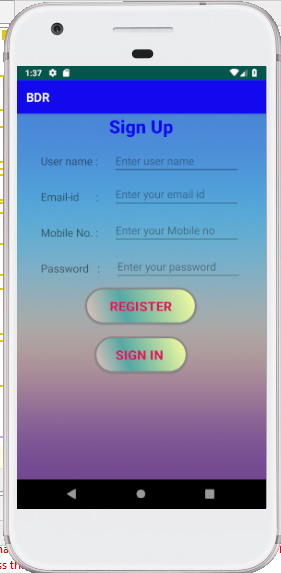 1:37
BDR
Sign Up
User name : Enter user name
Email-id : Enter your email id
Mobile No. : Enter your Mobile no
Password : Enter your password
REGISTER
SIGN IN